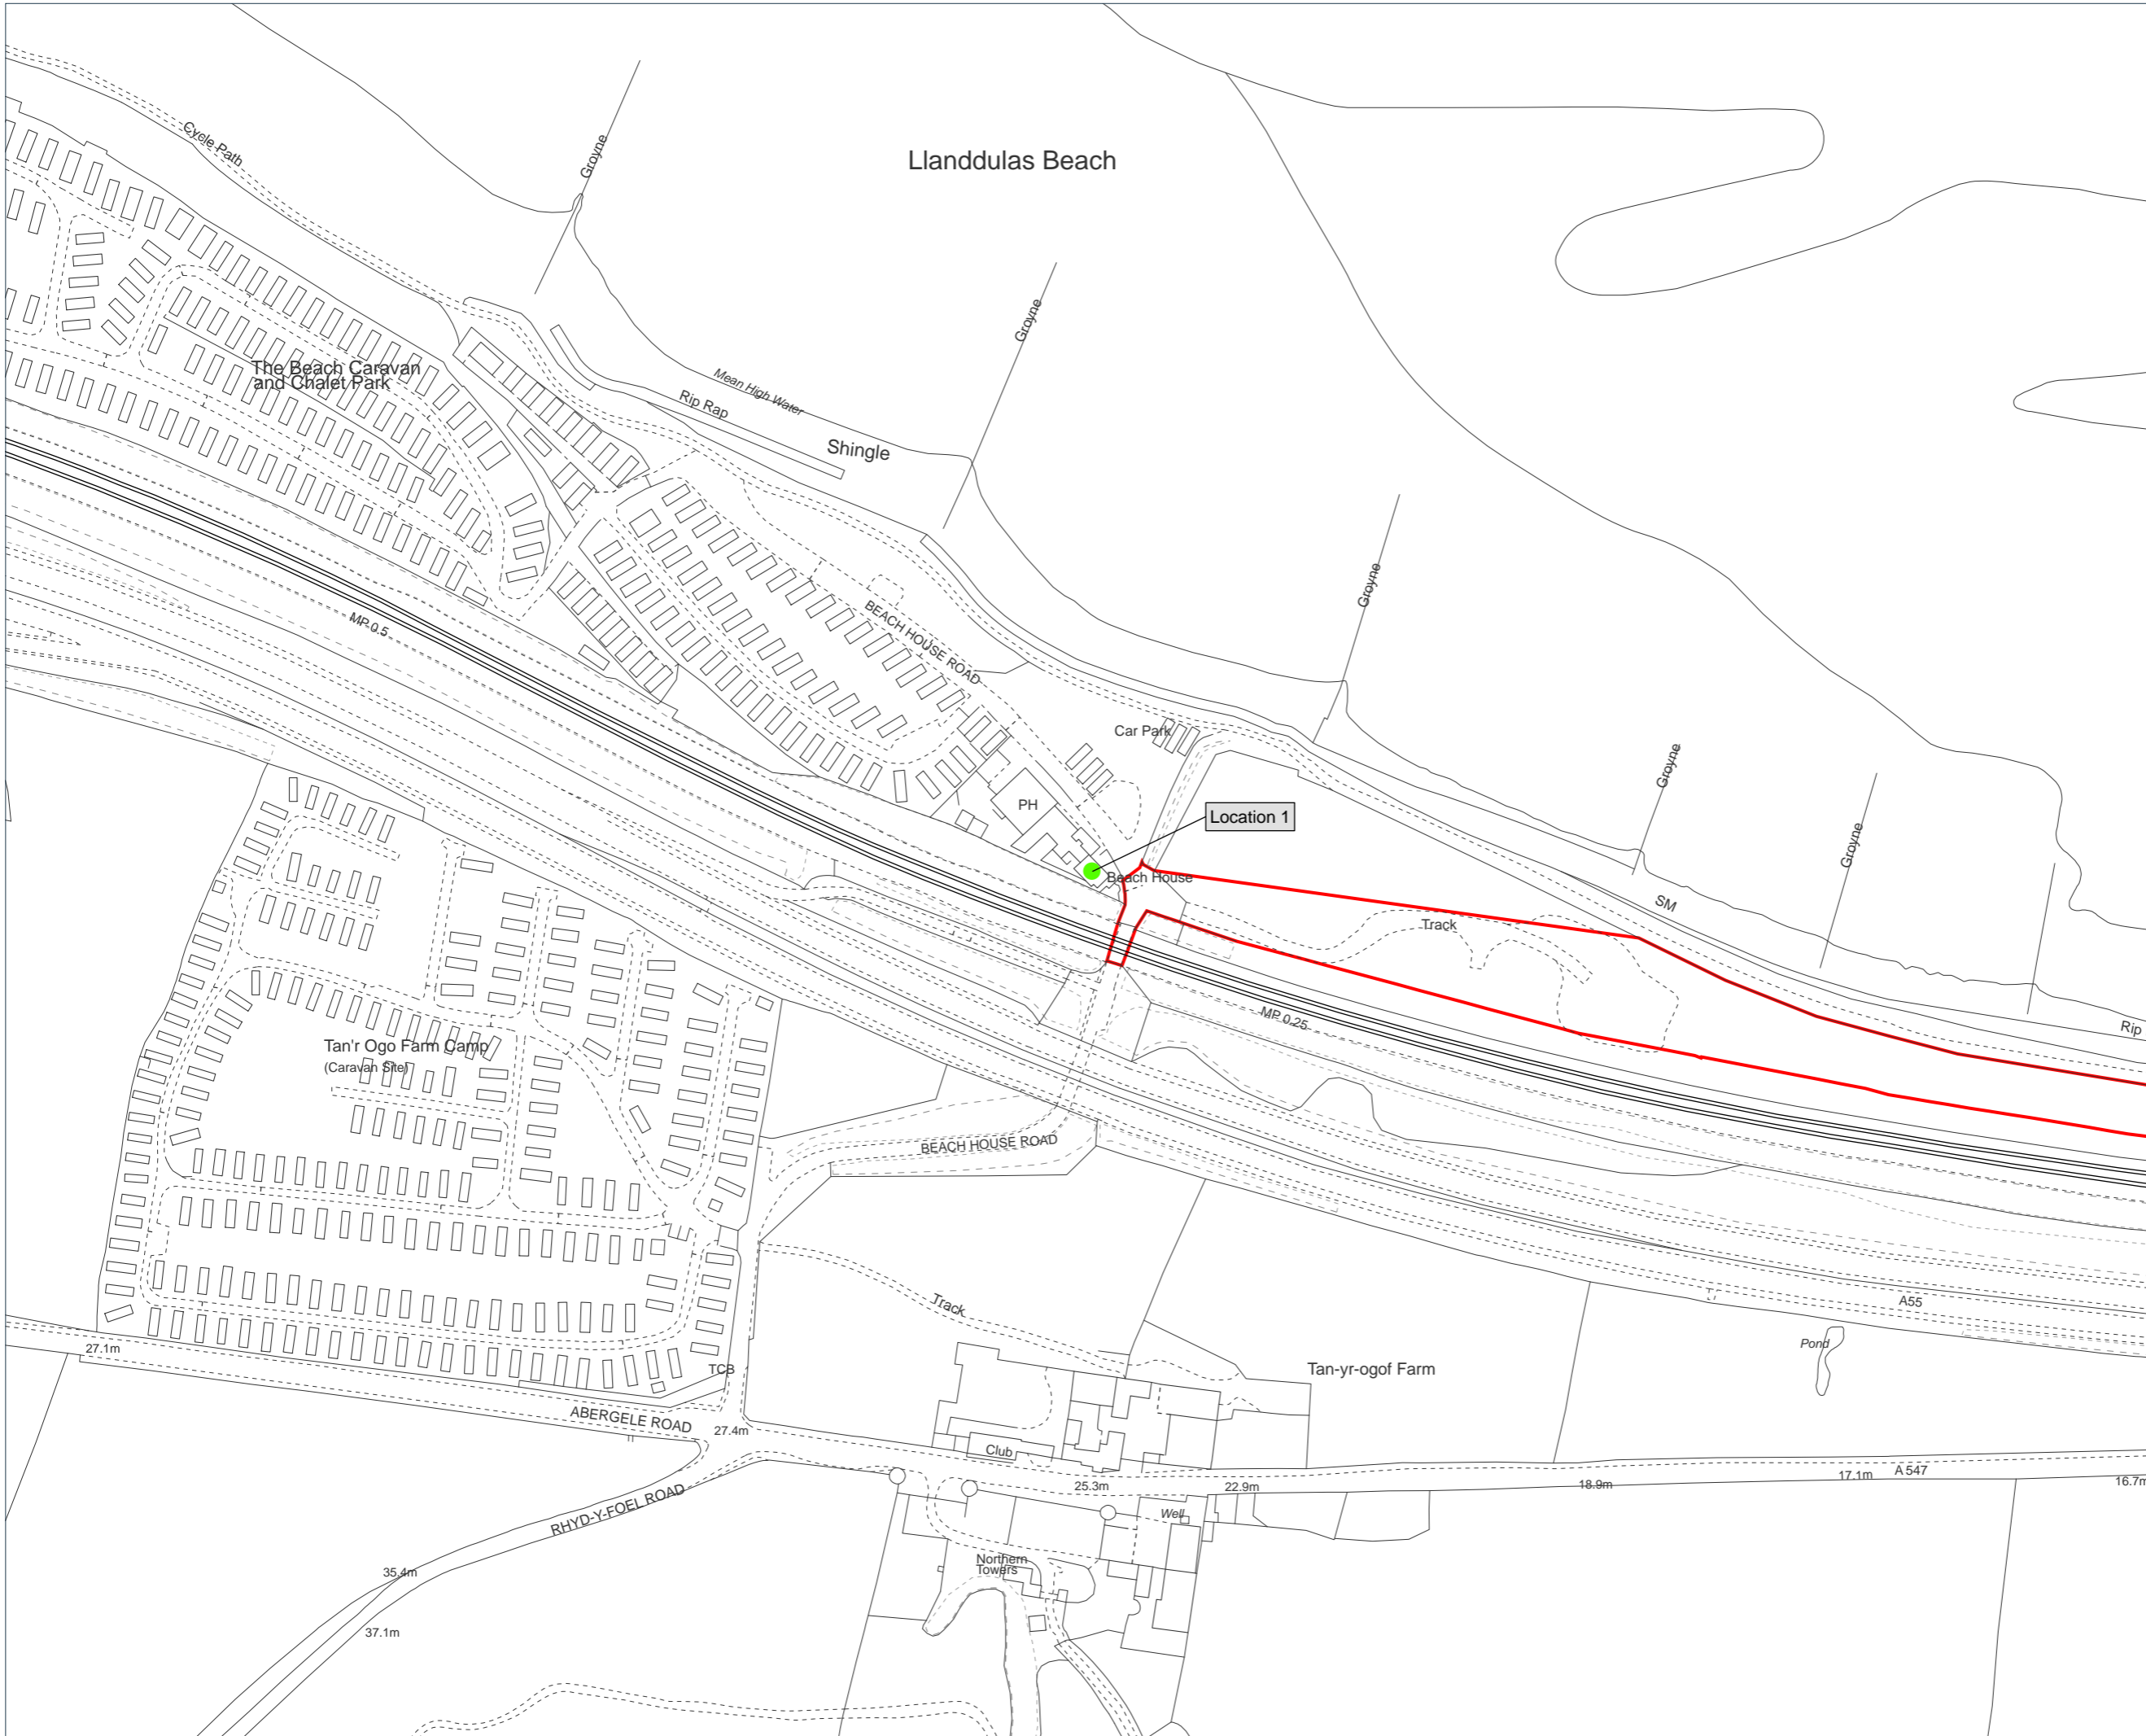 Llanddulas Beach
Cycle Path
Groyne
Groyne
The Beach Caravan
and Chalet Park
Mean High Water
Rip Rap
Shingle
Groyne
MP 0.5
BEACH HOUSE ROAD
Car Park
Groyne
PH
Location 1
Groyne
Beach House
SM
Track
MP 0.25
Rip
Tan'r Ogo Farm Camp
(Caravan Site)
BEACH HOUSE ROAD
A55
Track
Pond
27.1m
TCB
Tan-yr-ogof Farm
ABERGELE ROAD
27.4m
Club
25.3m
22.9m
18.9m
17.1m
A 547
16.7m
RHYD-Y-FOEL ROAD
Well
Northern
Towers
35.4m
37.1m